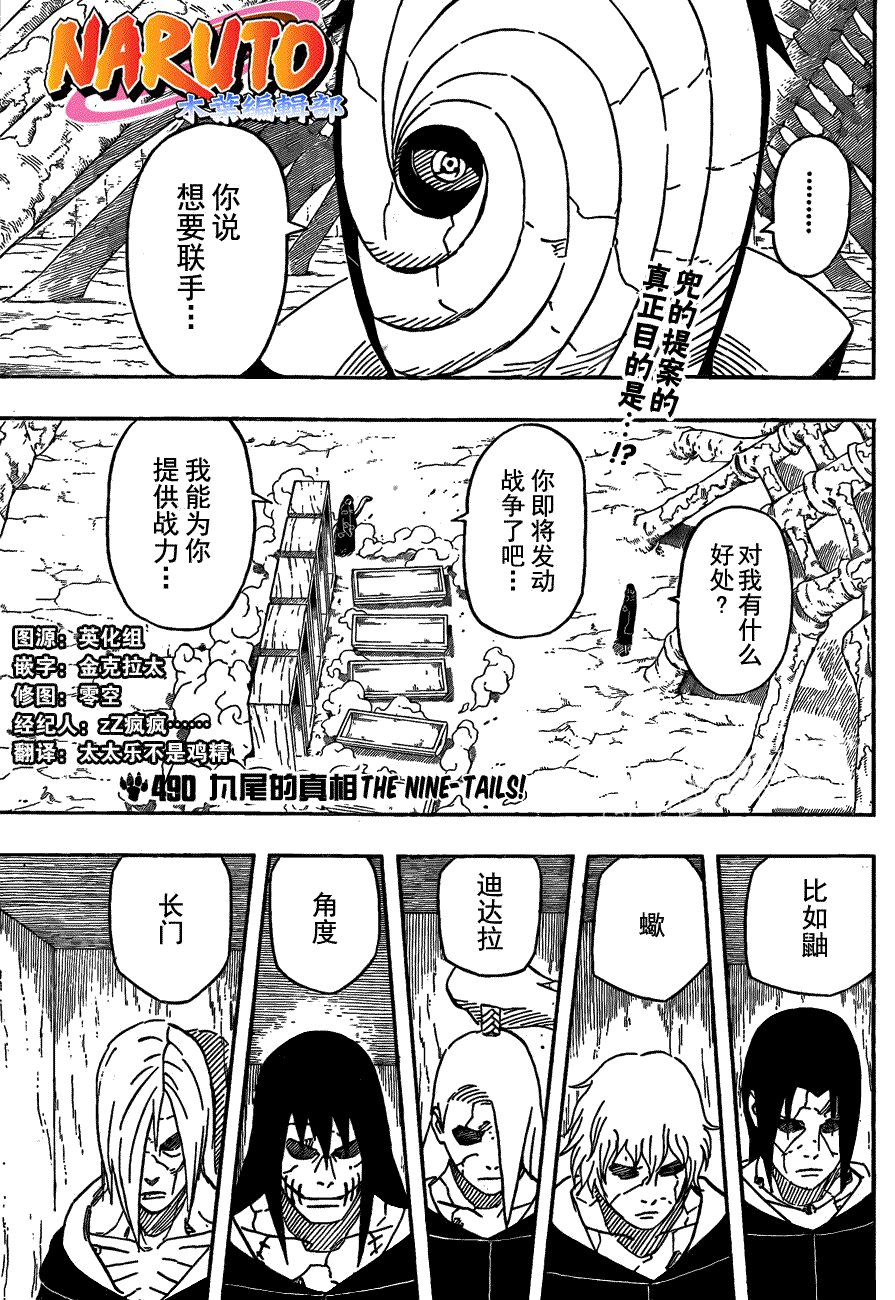 NARUTO
木葉編輯部
………
你说
想要联手…
兜的提案的
真正目的是…!?
对我有什么
好处？
你即将发动
战争了吧…
我能为你
提供战力…
图源：英化组
嵌字：金克拉太
修图：零空
经纪人：zZ疯疯……
翻译：太太乐不是鸡精
490 九尾的真相 THE NINE-TAILS!
比如鼬
蠍
迪达拉
角度
长门